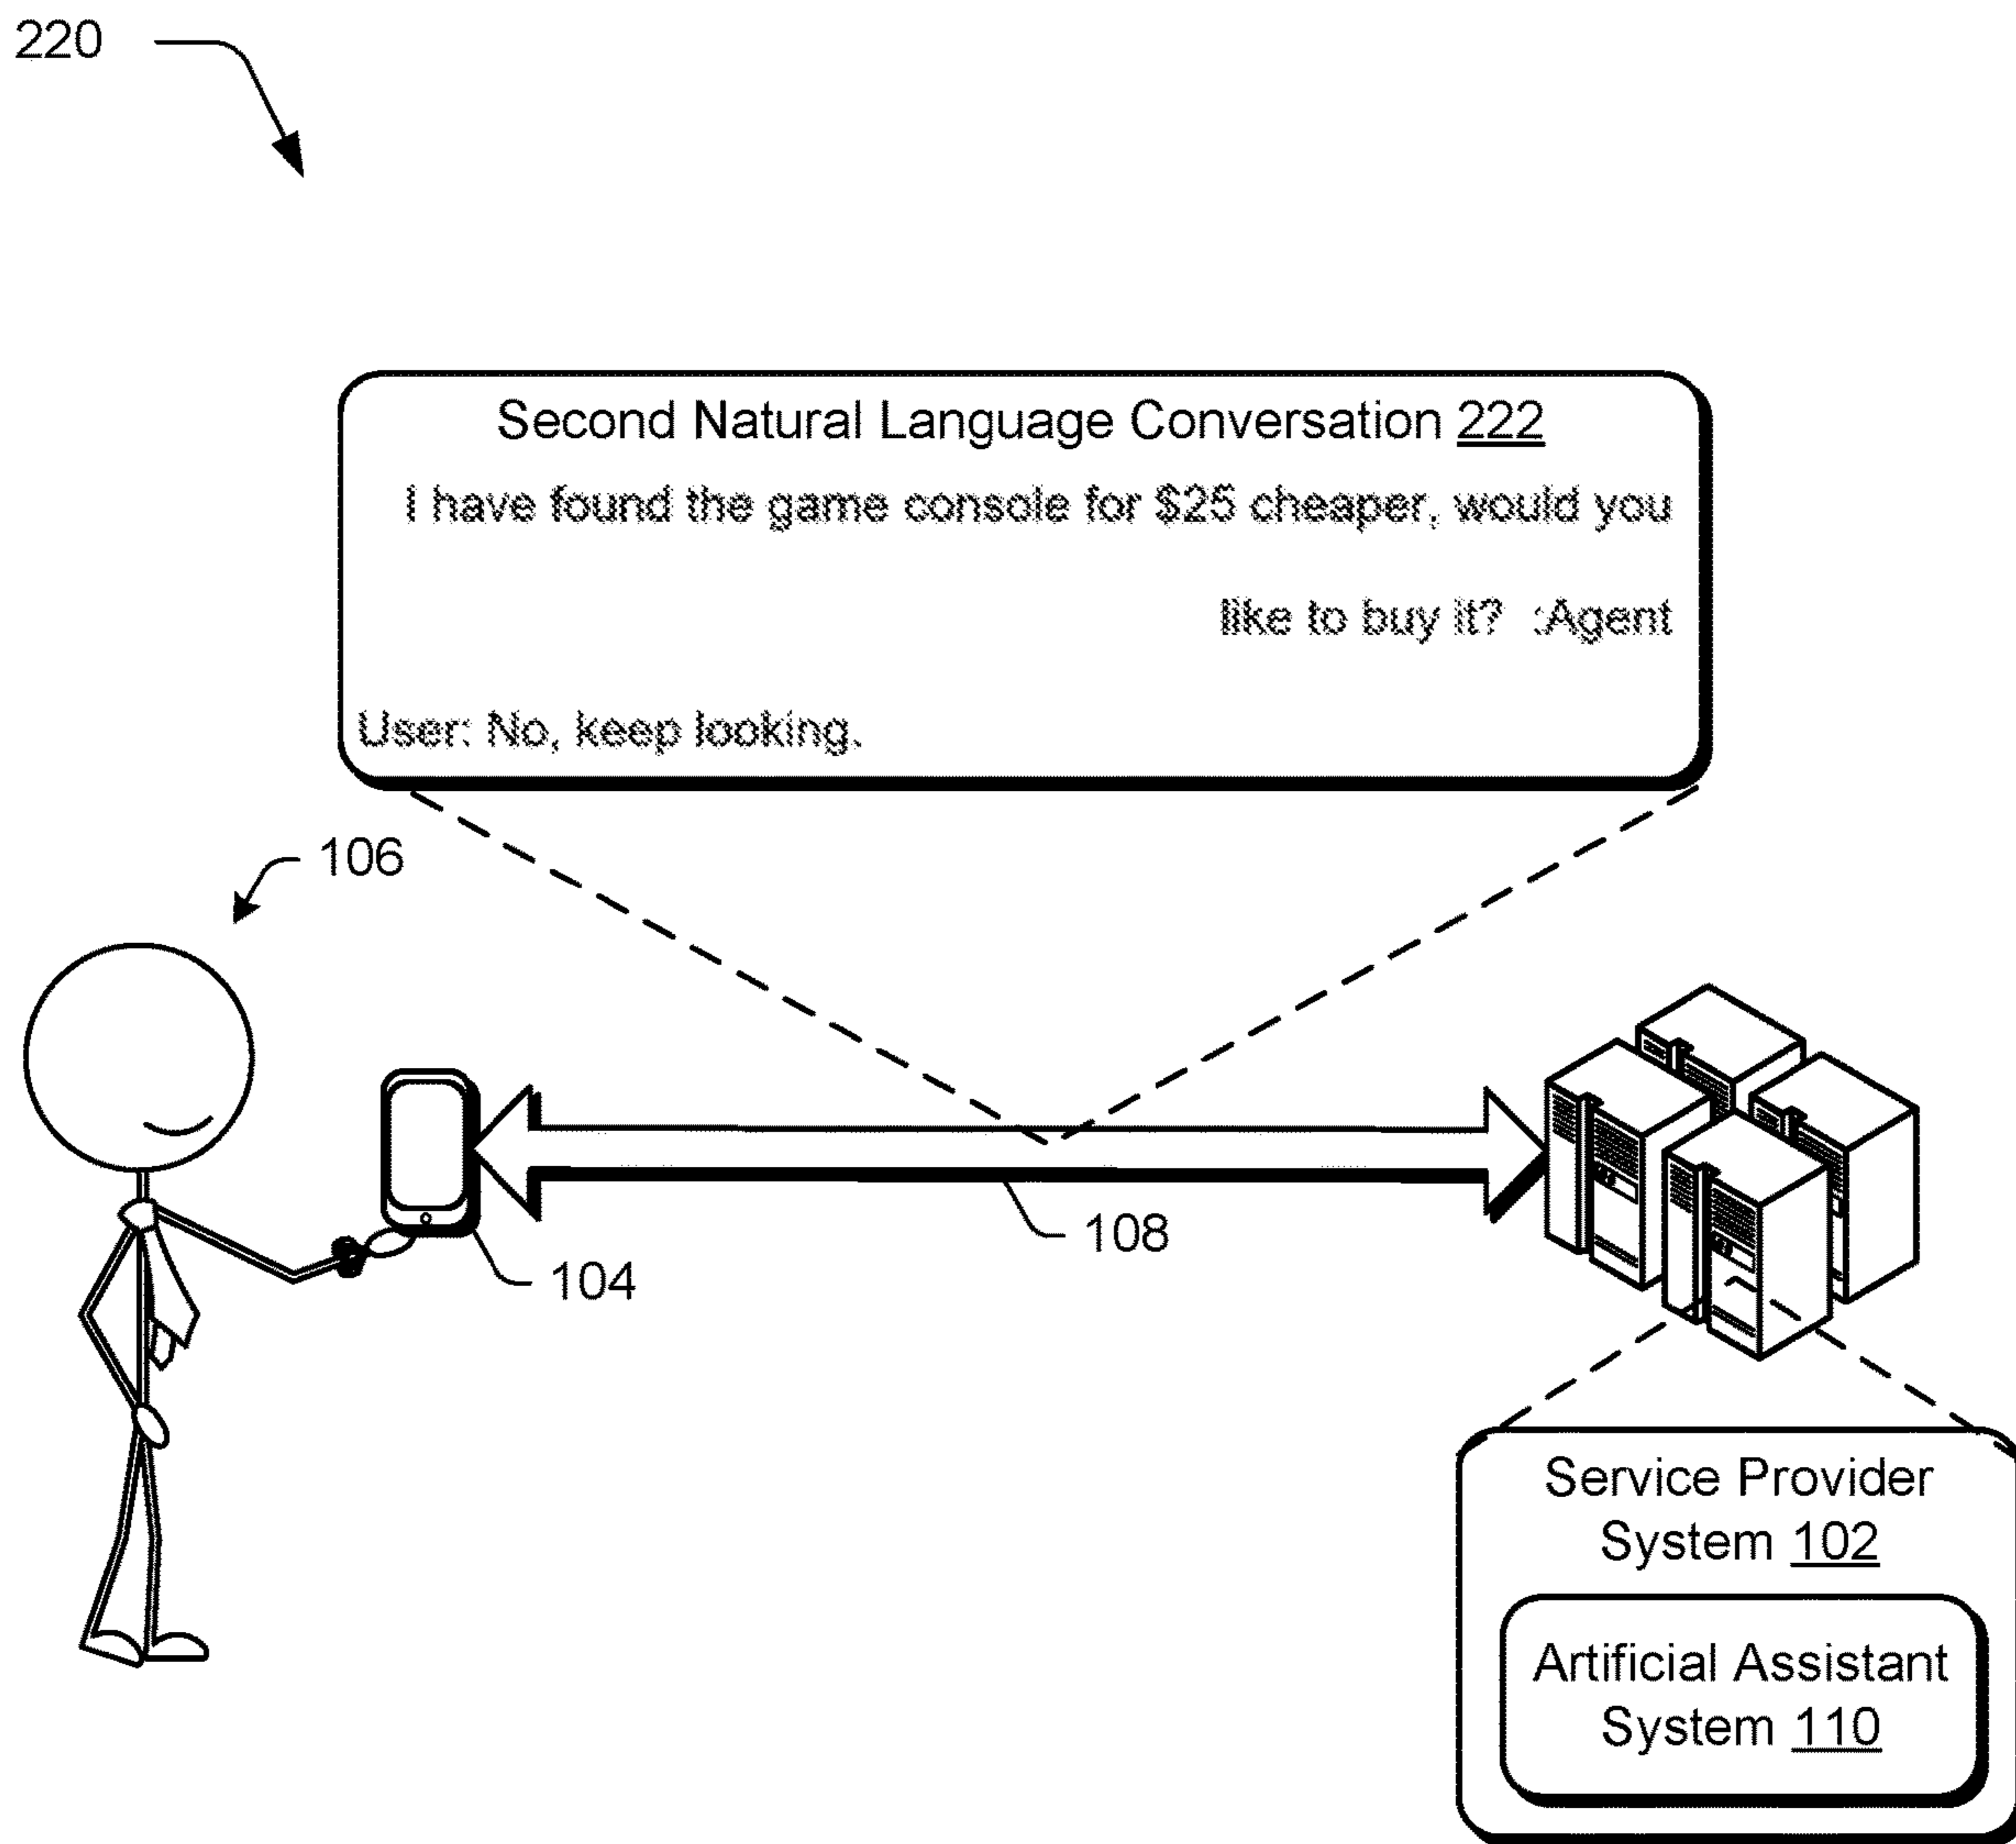 220
Second Natural Language Conversation 222
I have found the game console for $25 cheaper, would you
like to buy it? :Agent
User: No, keep looking.
106
108
104
Service Provider
System 102
Artificial Assistant
System 110